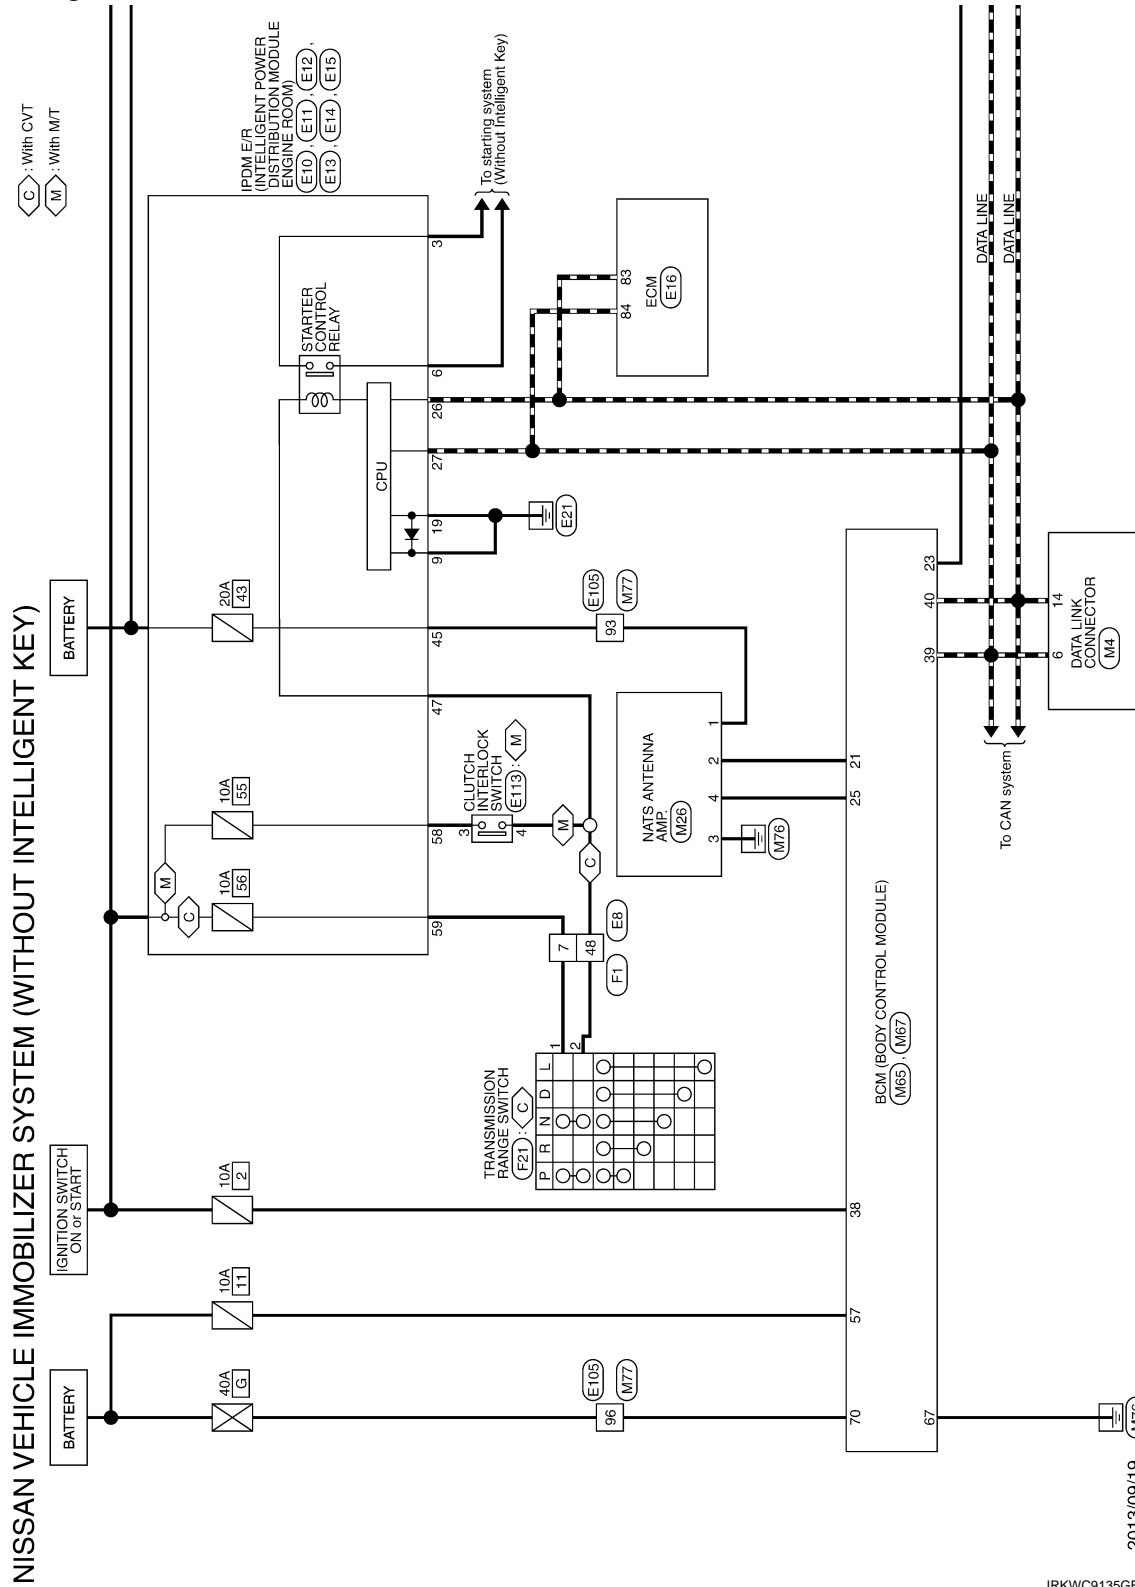 NISSAN VEHICLE IMMOBILIZER SYSTEM (WITHOUT INTELLIGENT KEY)
C : With CVT
M : With M/T
BATTERY
IGNITION SWITCH
ON or START
BATTERY
40A
G
10A
11
10A
2
10A
56
10A
55
20A
43
M
C
IPDM E/R
(INTELLIGENT POWER
DISTRIBUTION MODULE
ENGINE ROOM)
E10 , E11 , E12 ,
E13 , E14 , E15
STARTER
CONTROL
RELAY
CPU
59
58
47
45
9
19
27
26
6
3
To starting system
(Without Intelligent Key)
TRANSMISSION
RANGE SWITCH
F21 : C
P
R
N
D
L
1
2
7
48
F1
E8
CLUTCH
INTERLOCK
SWITCH
E113 : M
3
4
M
C
E21
E105
M77
96
93
E105
M77
NATS ANTENNA
AMP.
M26
3
4
2
1
M76
ECM
E16
84
83
70
57
38
25
21
BCM (BODY CONTROL MODULE)
M65 , M67
67
39
40
23
To CAN system
DATA LINE
DATA LINE
6
14
DATA LINK
CONNECTOR
M4